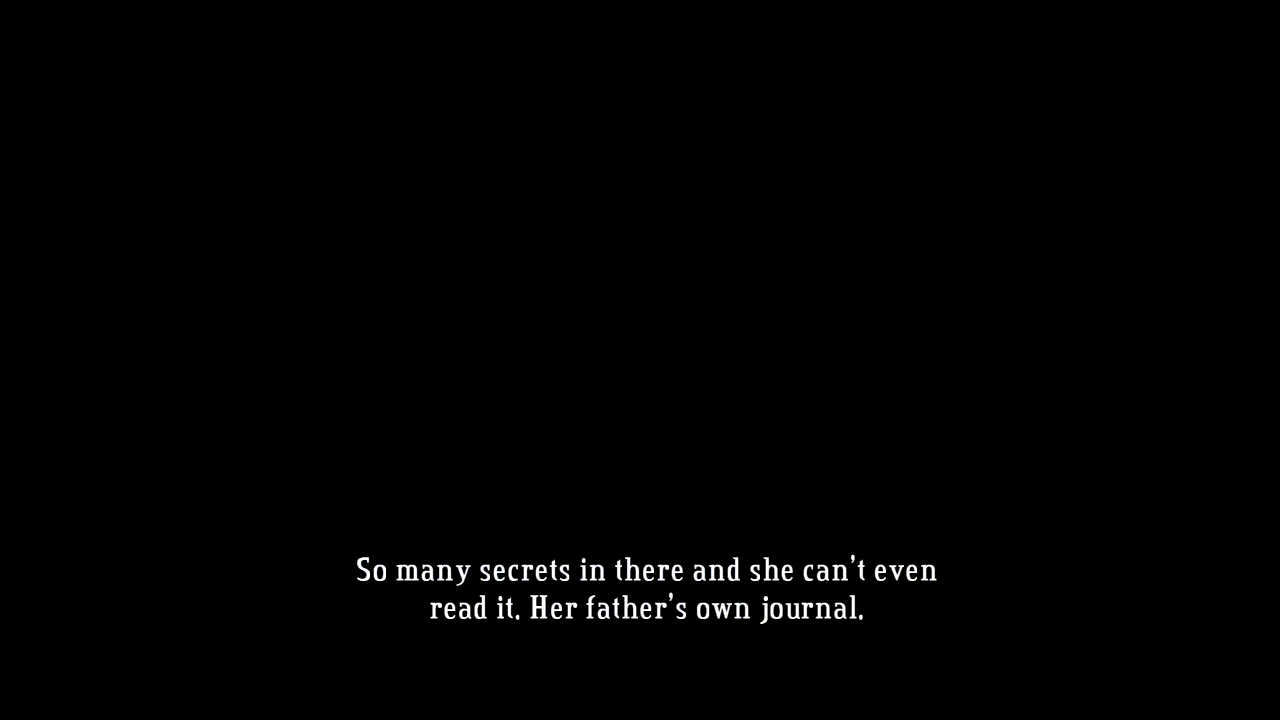 So many secrets in there and she can't even
read it. Her father's own journal.